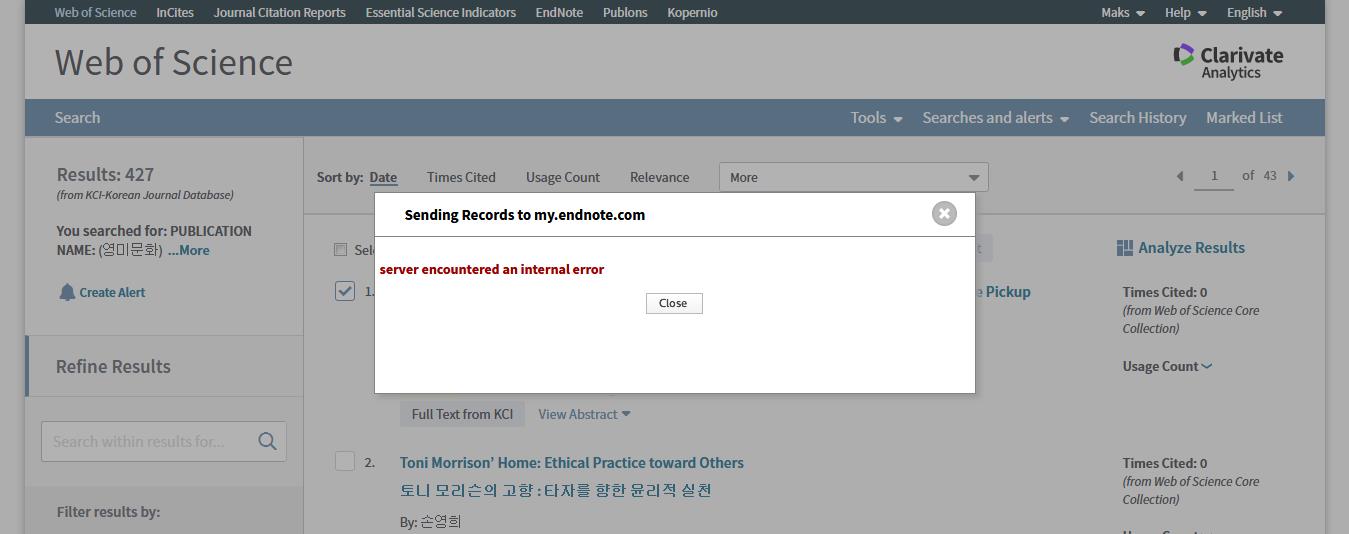 Web of Science InCites Journal Citation Reports Essential Science Indicators EndNote Publons Kopernio Maks Help English
Web of Science
Clarivate
Analytics
Search Tools Searches and alerts Search History Marked List
Results: 427
(from KCI-Korean Journal Database)
You searched for: PUBLICATION
NAME: (영미문화) ...More
Create Alert
Refine Results
Search within results for...
Filter results by:
Sort by: Date Times Cited Usage Count Relevance More
1 of 43
Sending Records to my.endnote.com
server encountered an internal error
Close
1.
Pickup
Full Text from KCI View Abstract
2. Toni Morrison’ Home: Ethical Practice toward Others
토니 모리슨의 고향 : 타자를 향한 윤리적 실천
By: 손영희
Analyze Results
Times Cited: 0
(from Web of Science Core
Collection)
Usage Count
Times Cited: 0
(from Web of Science Core
Collection)